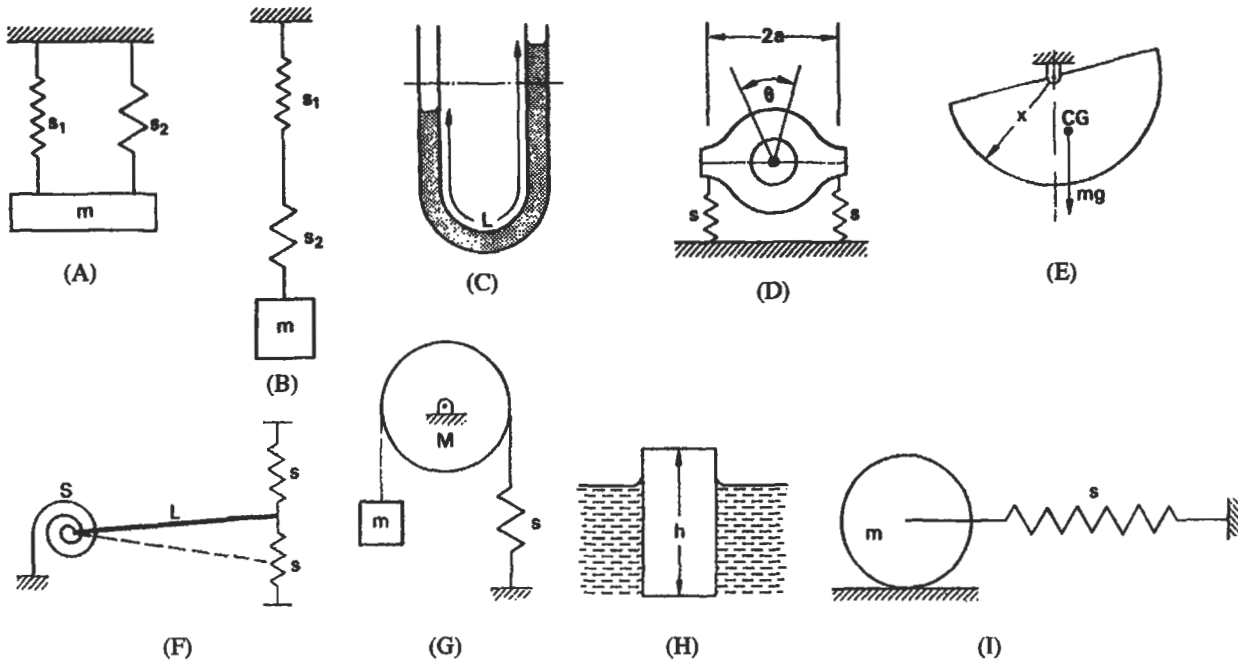 s₁
s₂
m
(A)
s₁
s₂
m
(B)
L
(C)
2a
θ
s
s
(D)
x
CG
mg
(E)
S
L
s
s
(F)
M
m
s
(G)
h
(H)
m
s
(I)